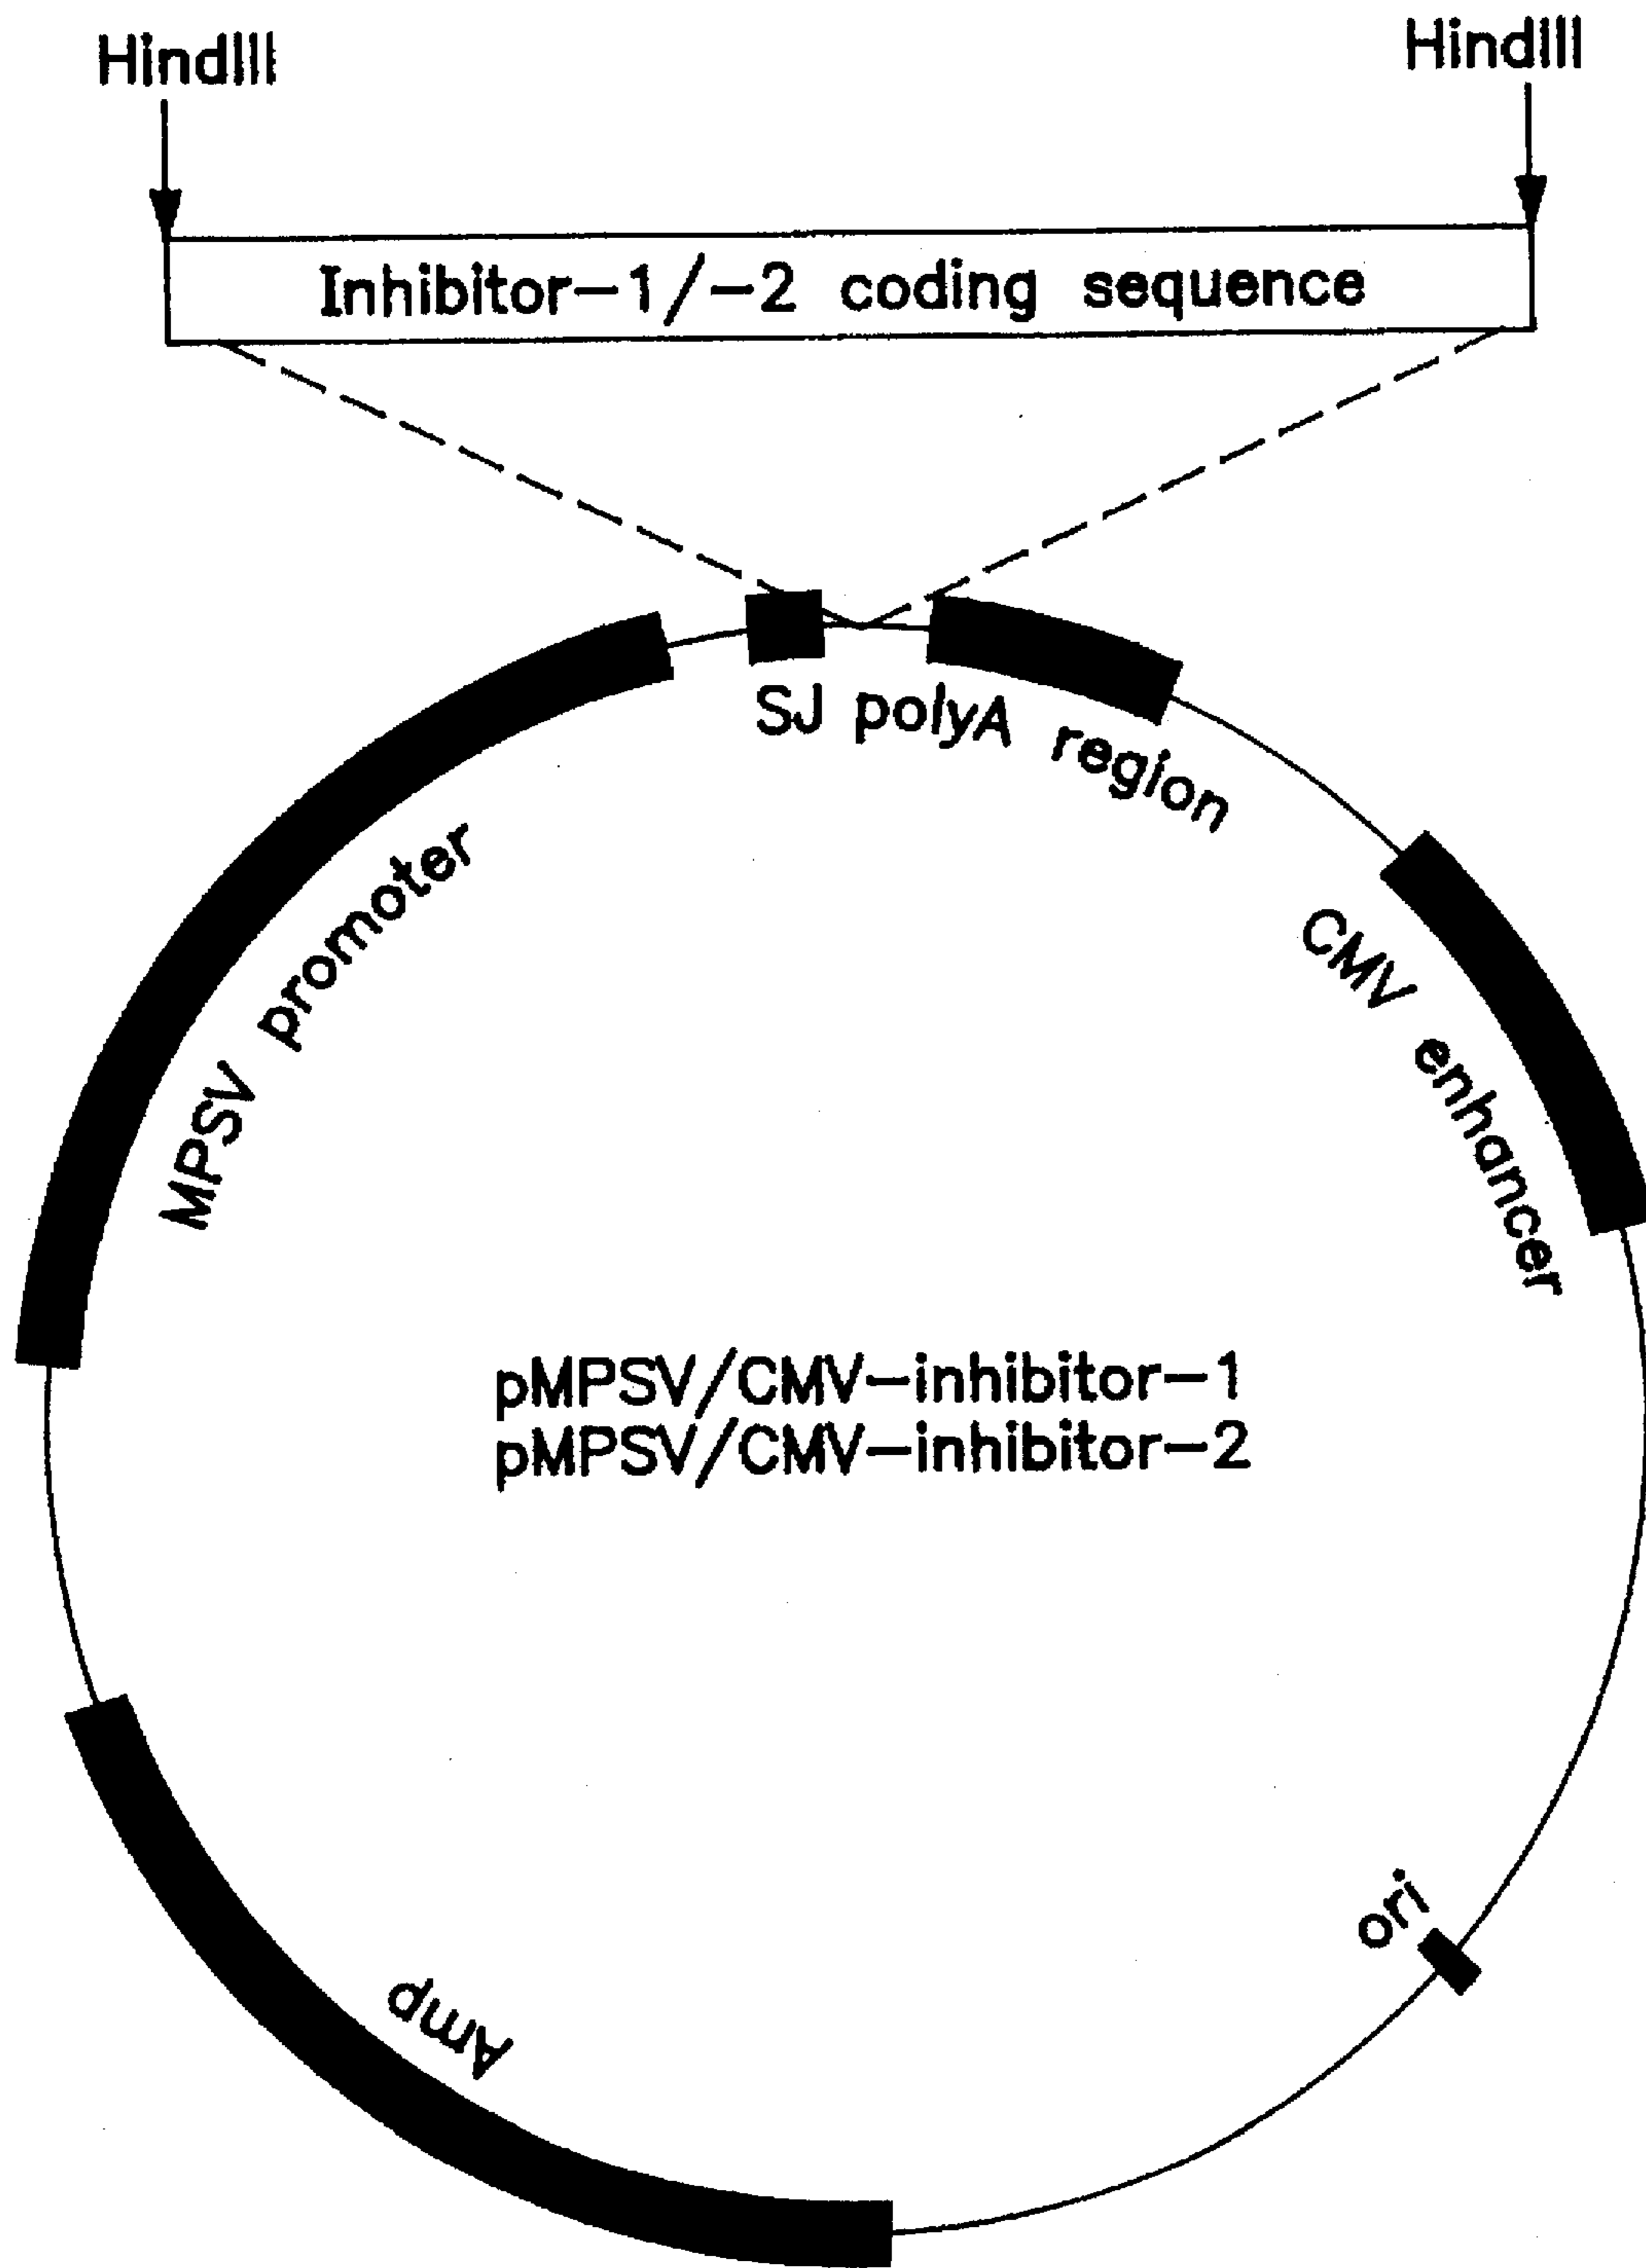 HindIII
HindIII
Inhibitor-1/-2 coding sequence
SJ
polyA region
MPSV promoter
CMV enhancer
pMPSV/CMV-inhibitor-1
pMPSV/CMV-inhibitor-2
ori
Amp